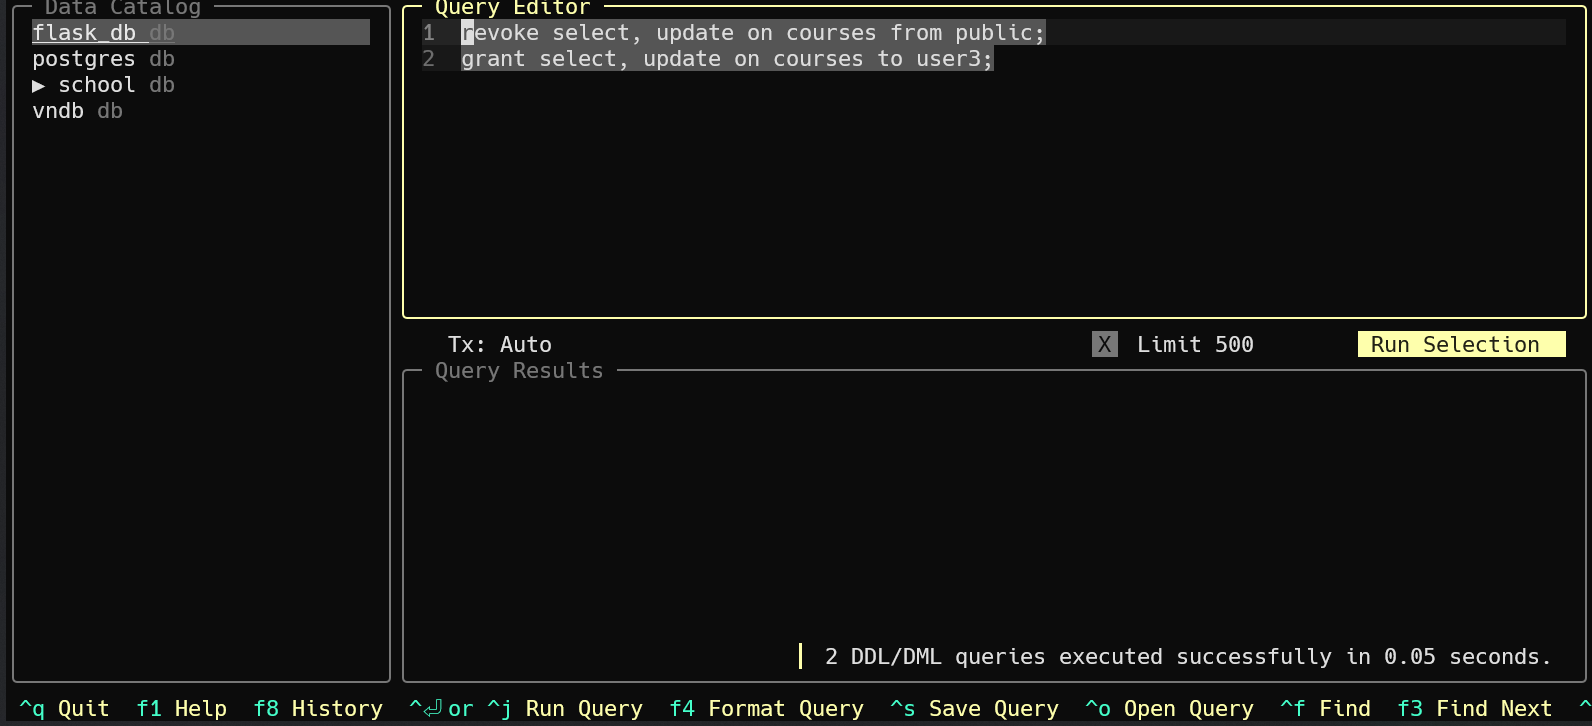 Data Catalog
flask_db db
postgres db
▶ school db
vndb db
Query Editor
1 revoke select, update on courses from public;
2 grant select, update on courses to user3;
Tx: Auto
X Limit 500
Run Selection
Query Results
2 DDL/DML queries executed successfully in 0.05 seconds.
^q Quit f1 Help f8 History ^⏎ or ^j Run Query f4 Format Query ^s Save Query ^o Open Query ^f Find f3 Find Next ^